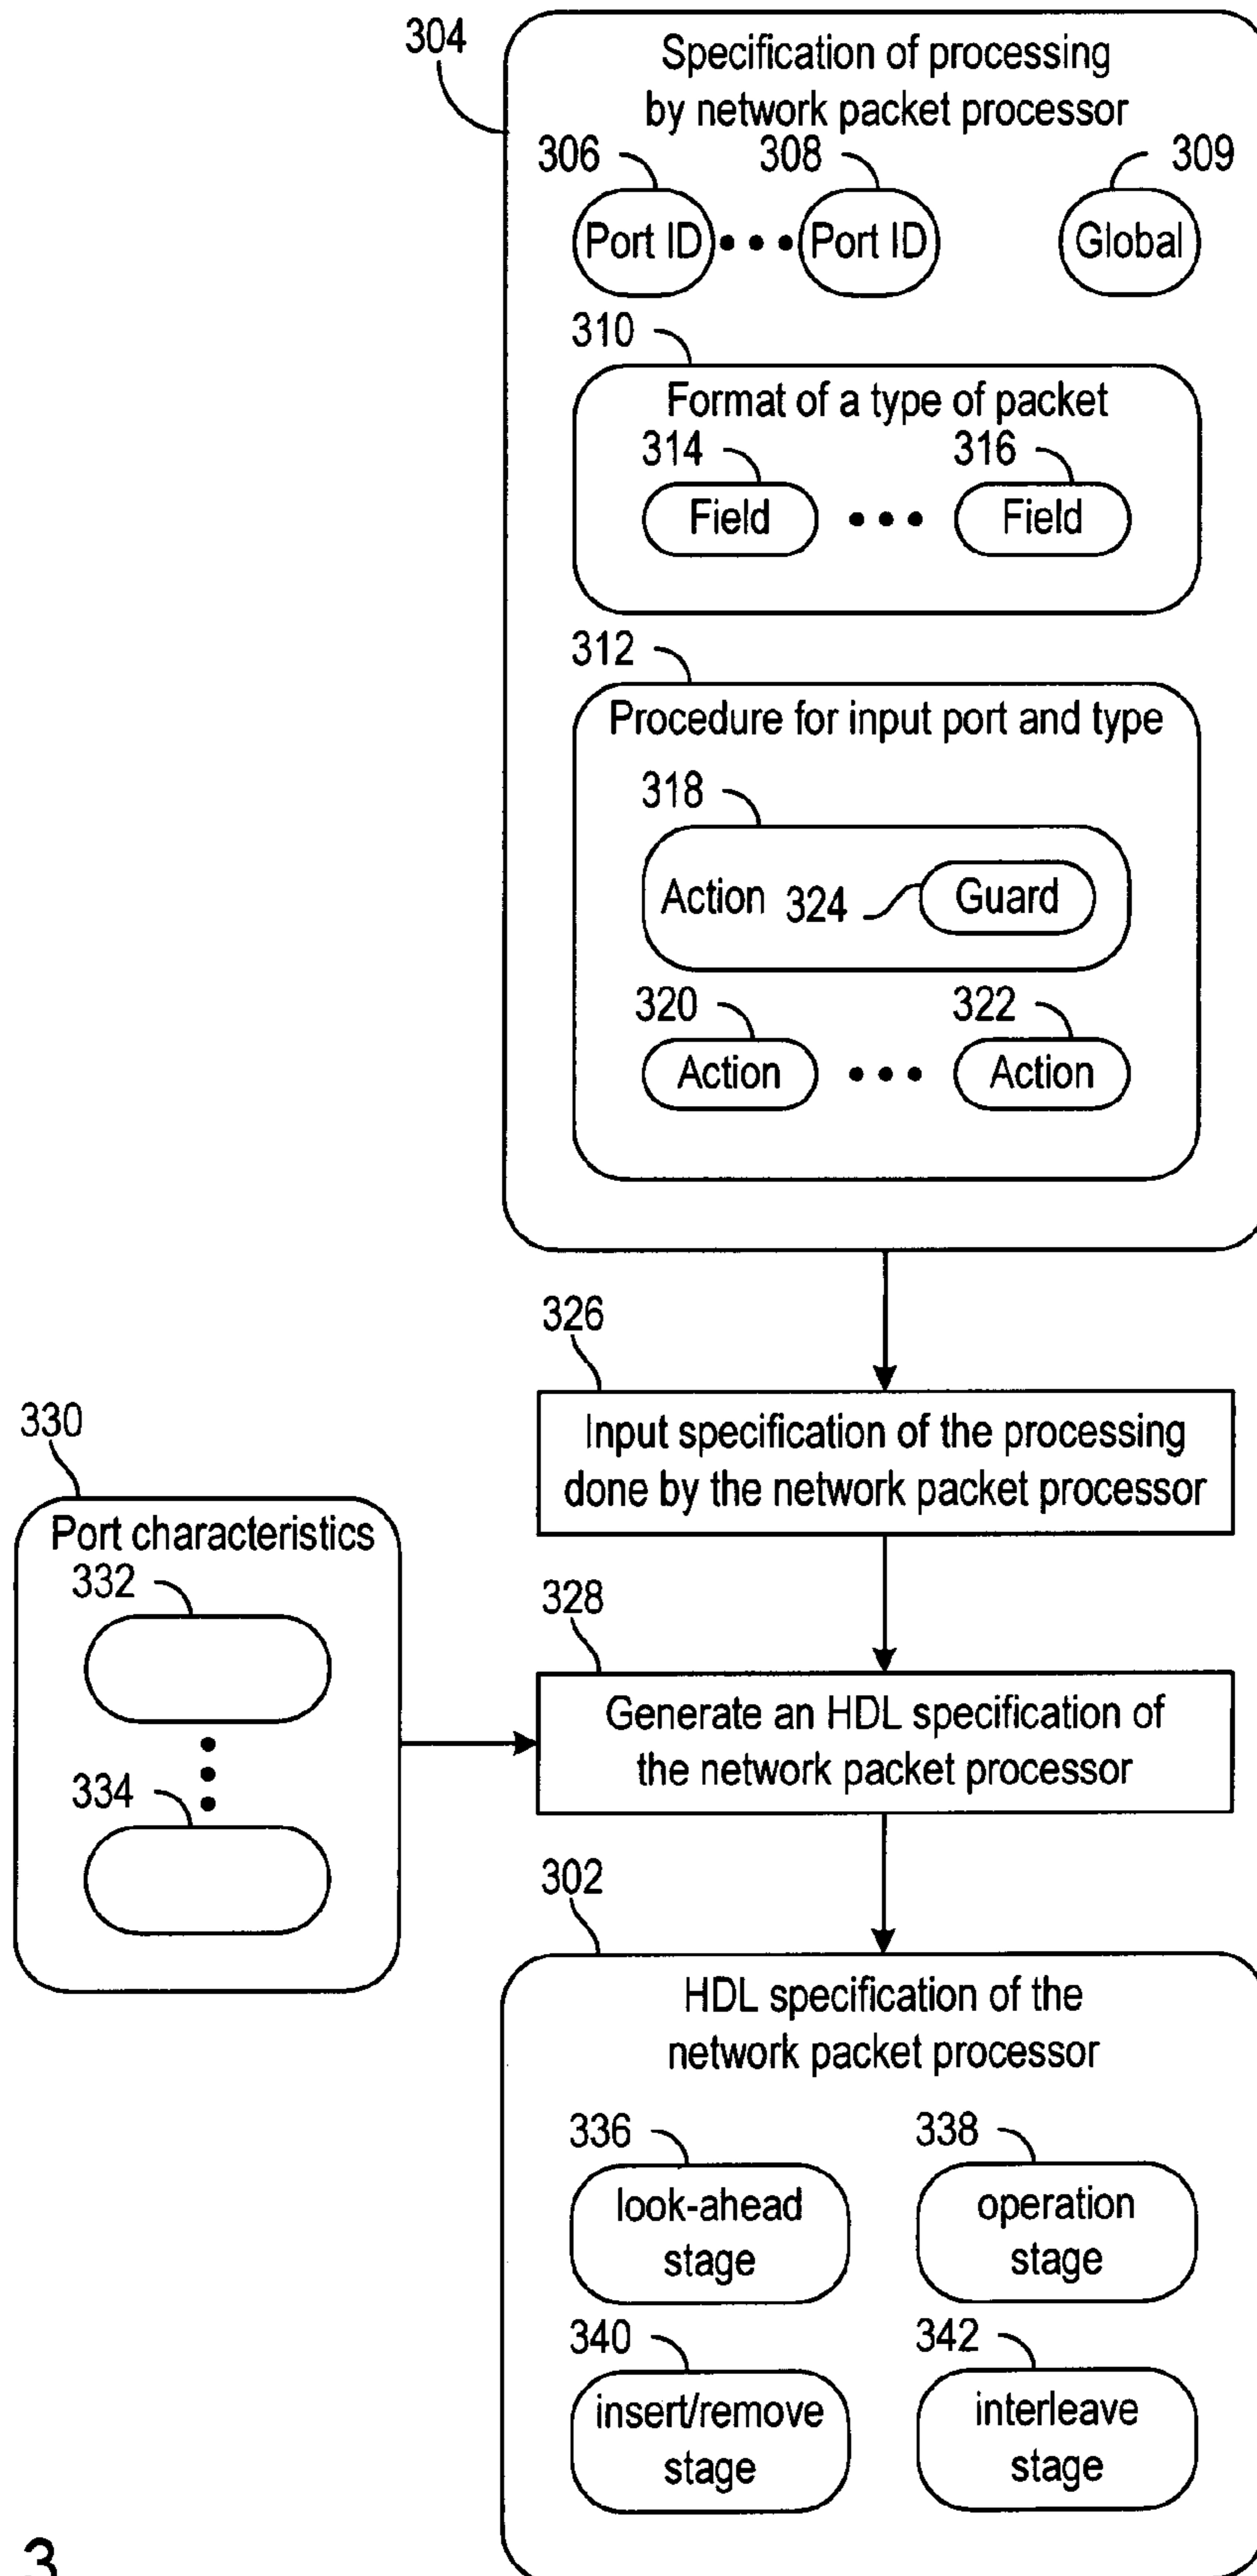 304
Specification of processing
by network packet processor
306
308
309
Port ID
Port ID
Global
310
Format of a type of packet
314
316
Field
Field
312
Procedure for input port and type
318
Action
324
Guard
320
322
Action
Action
326
Input specification of the processing
done by the network packet processor
330
Port characteristics
332
334
328
Generate an HDL specification of
the network packet processor
302
HDL specification of the
network packet processor
336
338
look-ahead
stage
operation
stage
340
342
insert/remove
stage
interleave
stage
3